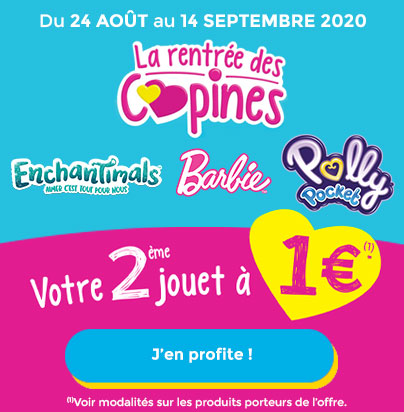 Du 24 AOÛT au 14 SEPTEMBRE 2020
La rentrée des
Copines
Enchantimals
AIMER C'EST TOUT POUR NOUS
Barbie
Polly
Pocket
Votre 2ème jouet à 1€(1)
J'en profite !
(1)Voir modalités sur les produits porteurs de l'offre.